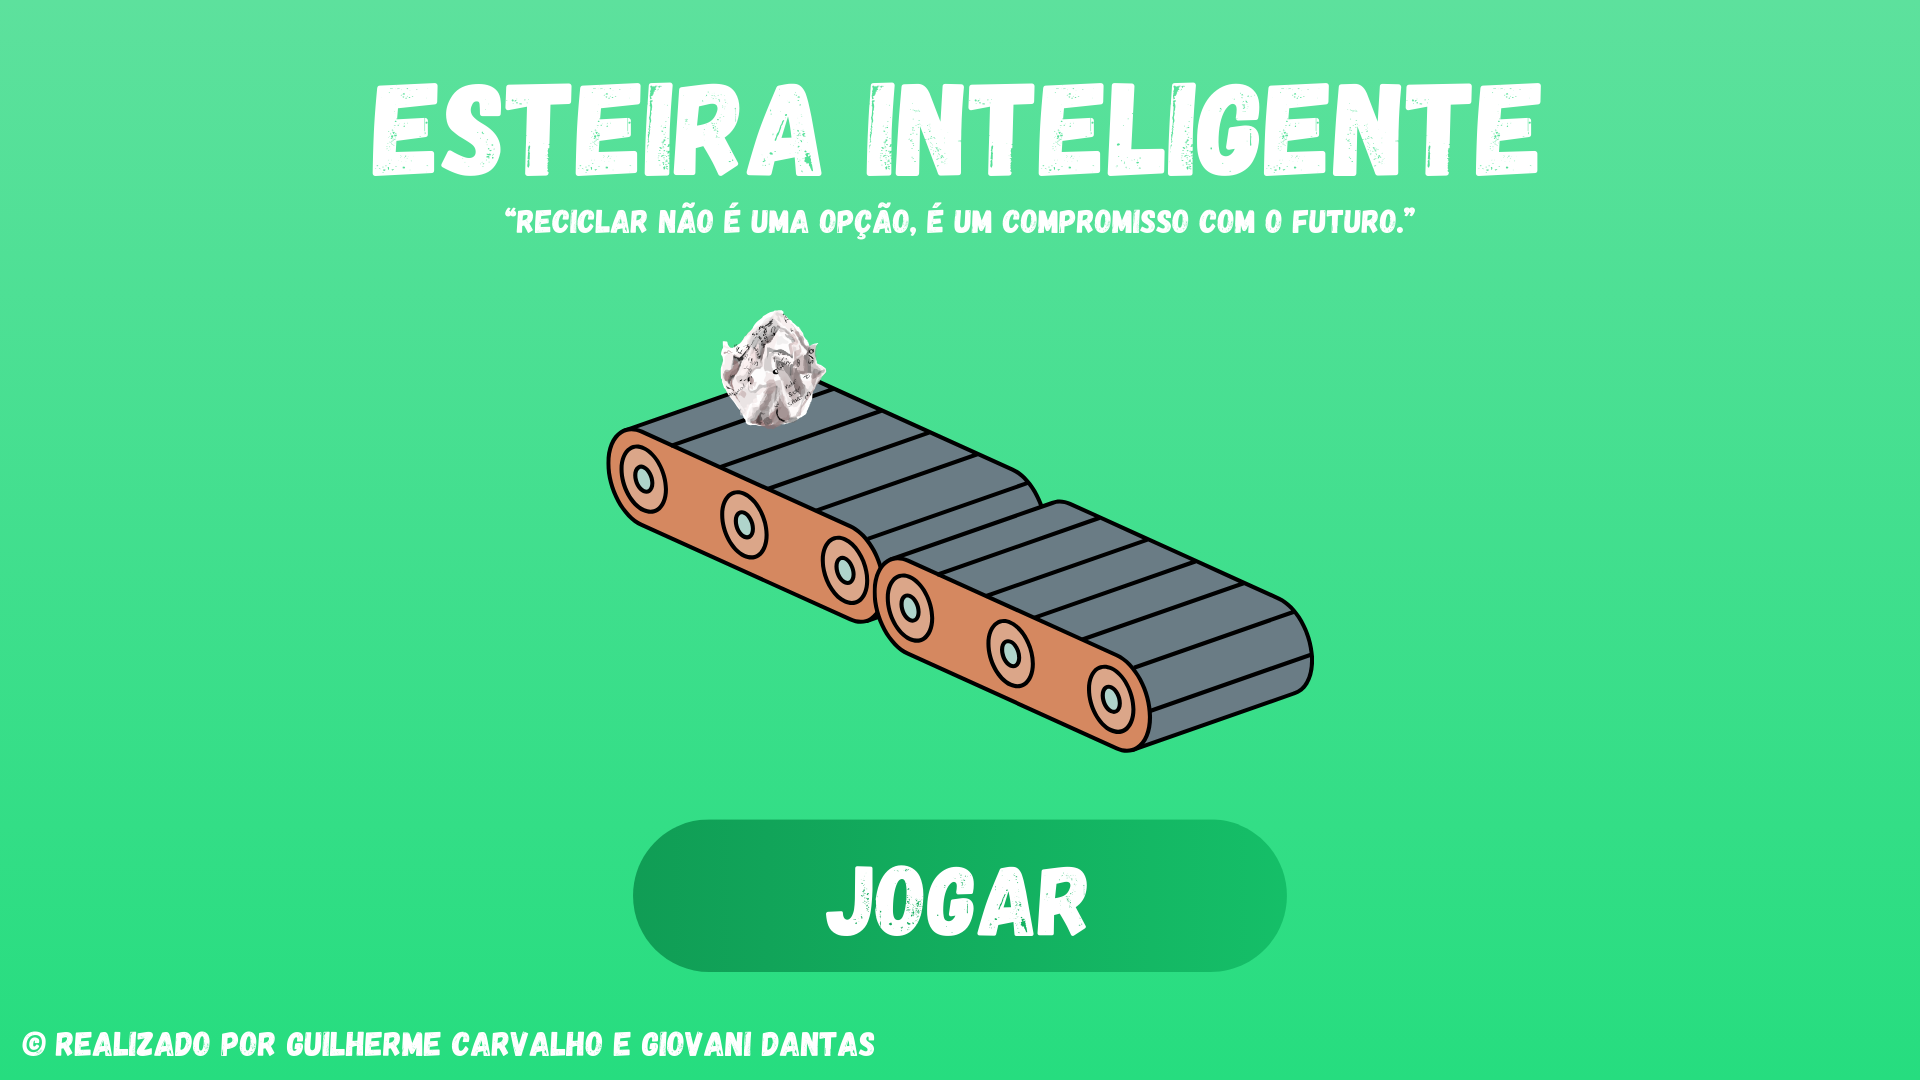 ESTEIRA INTELIGENTE
“RECICLAR NÃO É UMA OPÇÃO, É UM COMPROMISSO COM O FUTURO.”
JOGAR
© REALIZADO POR GUILHERME CARVALHO E GIOVANI DANTAS